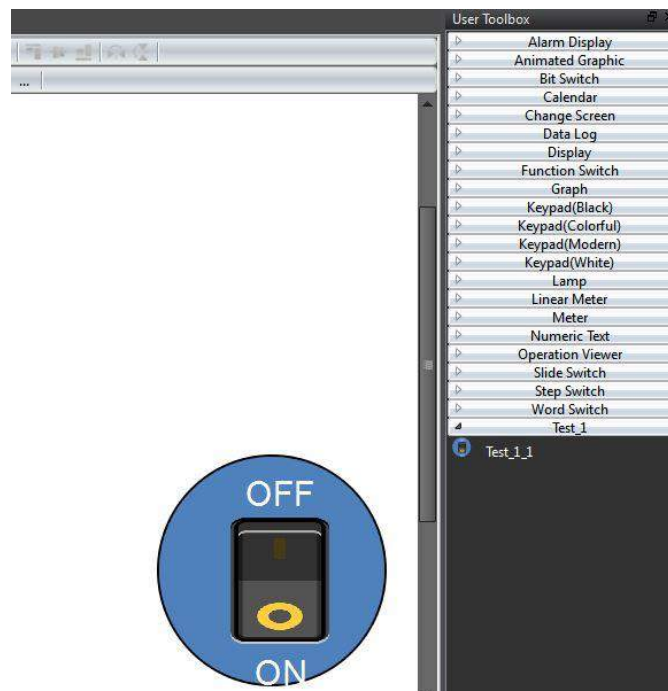 User Toolbox
...
Alarm Display
Animated Graphic
Bit Switch
Calendar
Change Screen
Data Log
Display
Function Switch
Graph
Keypad(Black)
Keypad(Colorful)
Keypad(Modern)
Keypad(White)
Lamp
Linear Meter
Meter
Numeric Text
Operation Viewer
Slide Switch
Step Switch
Word Switch
Test_1
Test_1_1
OFF
ON